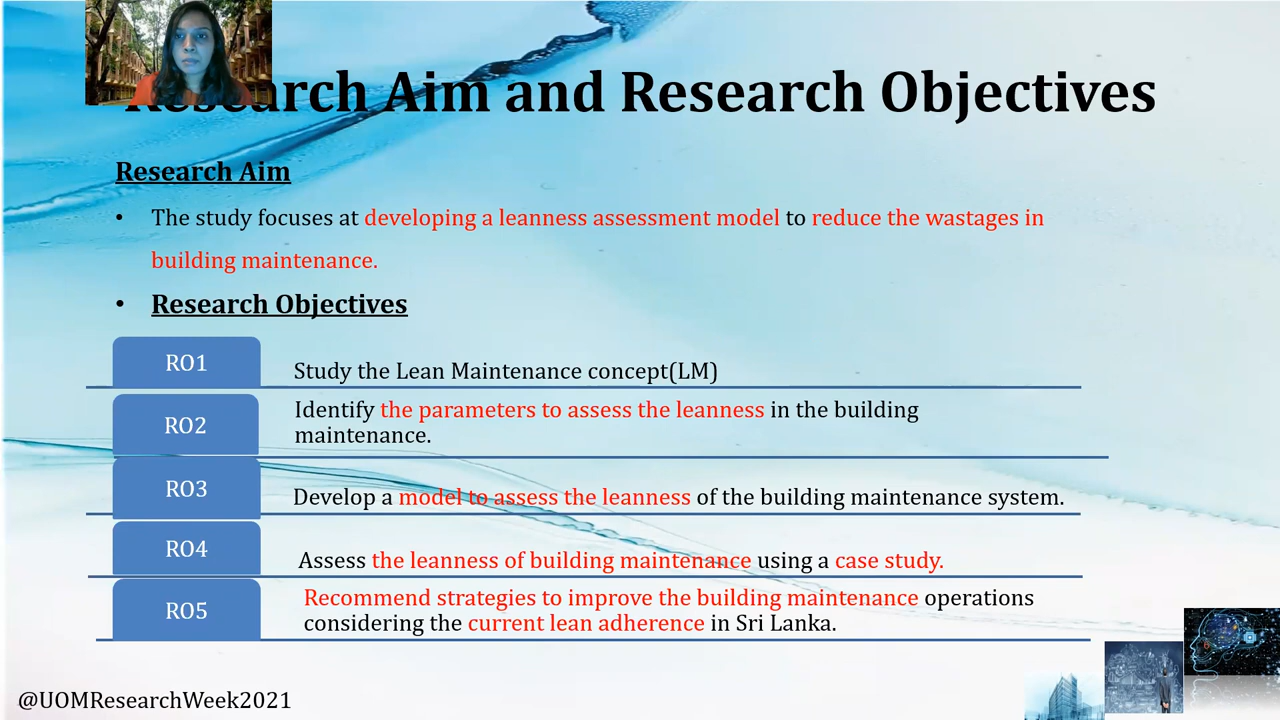 Research Aim and Research Objectives
Research Aim
• The study focuses at developing a leanness assessment model to reduce the wastages in
building maintenance.
• Research Objectives
RO1
Study the Lean Maintenance concept(LM)
RO2
Identify the parameters to assess the leanness in the building
maintenance.
RO3
Develop a model to assess the leanness of the building maintenance system.
RO4
Assess the leanness of building maintenance using a case study.
RO5
Recommend strategies to improve the building maintenance operations
considering the current lean adherence in Sri Lanka.
@UOMResearchWeek2021